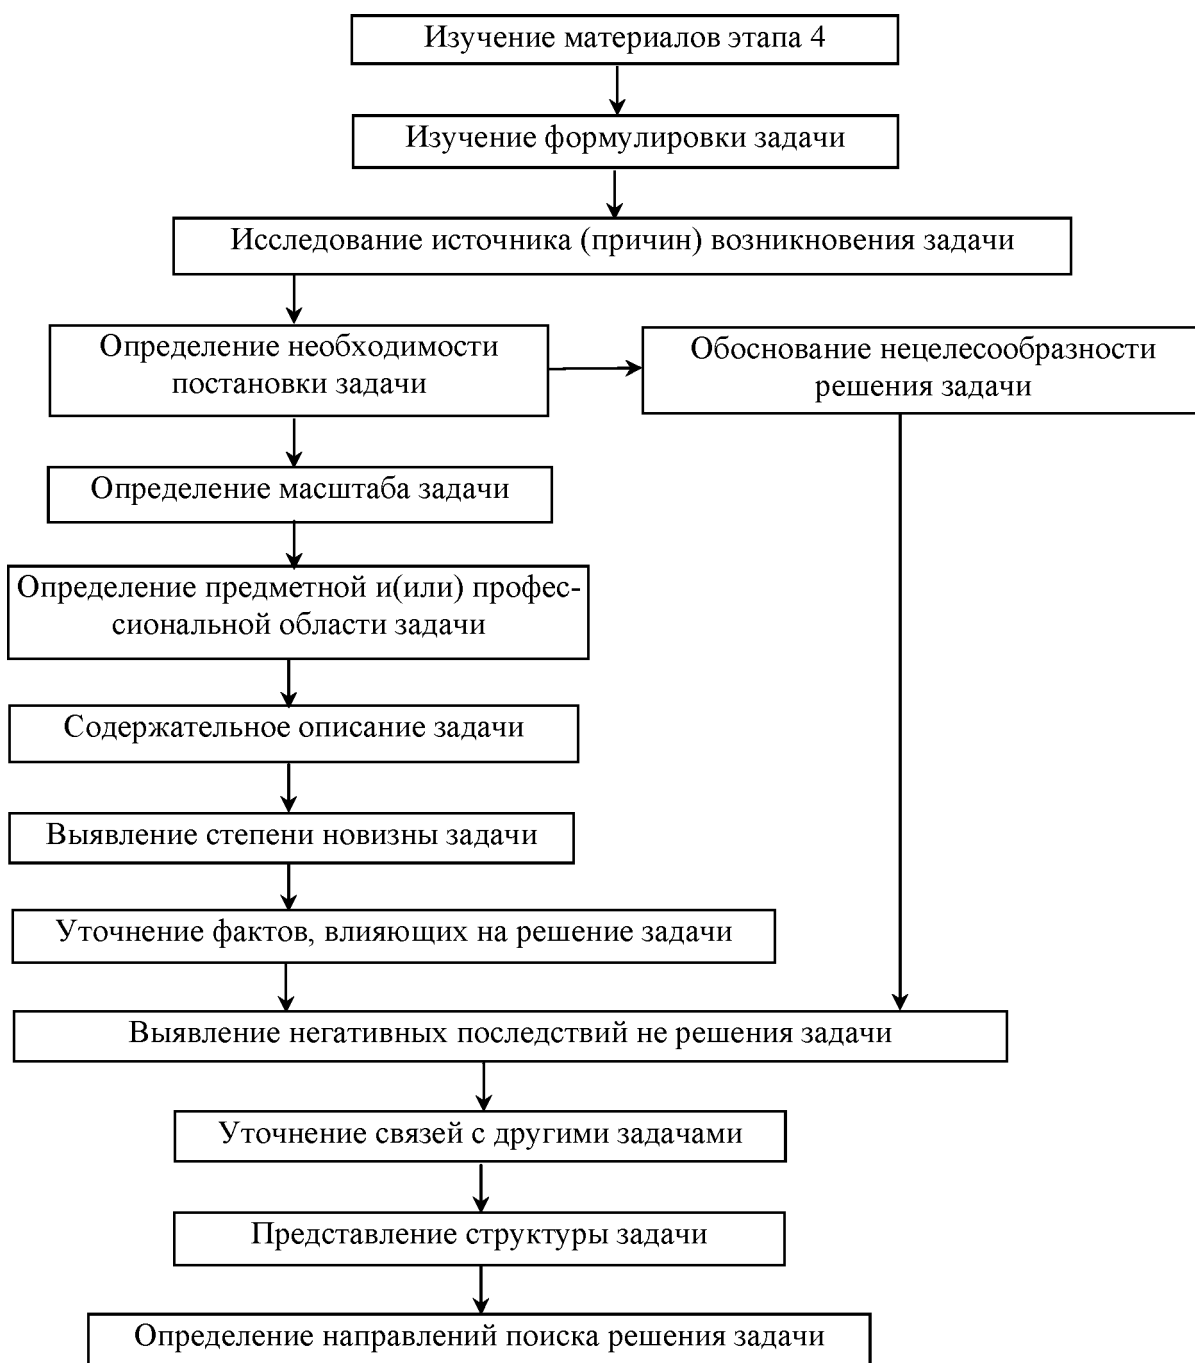 Изучение материалов этапа 4
Изучение формулировки задачи
Исследование источника (причин) возникновения задачи
Определение необходимости
постановки задачи
Обоснование нецелесообразности
решения задачи
Определение масштаба задачи
Определение предметной и(или) профес-
сиональной области задачи
Содержательное описание задачи
Выявление степени новизны задачи
Уточнение фактов, влияющих на решение задачи
Выявление негативных последствий не решения задачи
Уточнение связей с другими задачами
Представление структуры задачи
Определение направлений поиска решения задачи